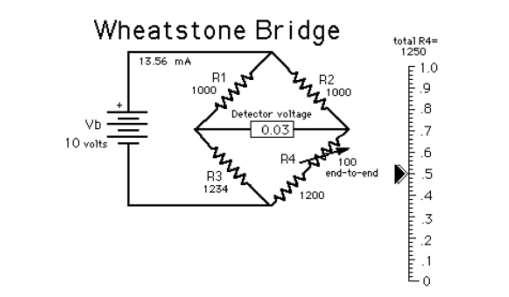 Wheatstone Bridge
total R4=
1250
13.56 mA
R1
1000
R2
1000
+
Vb
10 volts
Detector voltage
0.03
R3
1234
R4
100
end-to-end
1200
1.0
.9
.8
.7
.6
.5
.4
.3
.2
.1
0